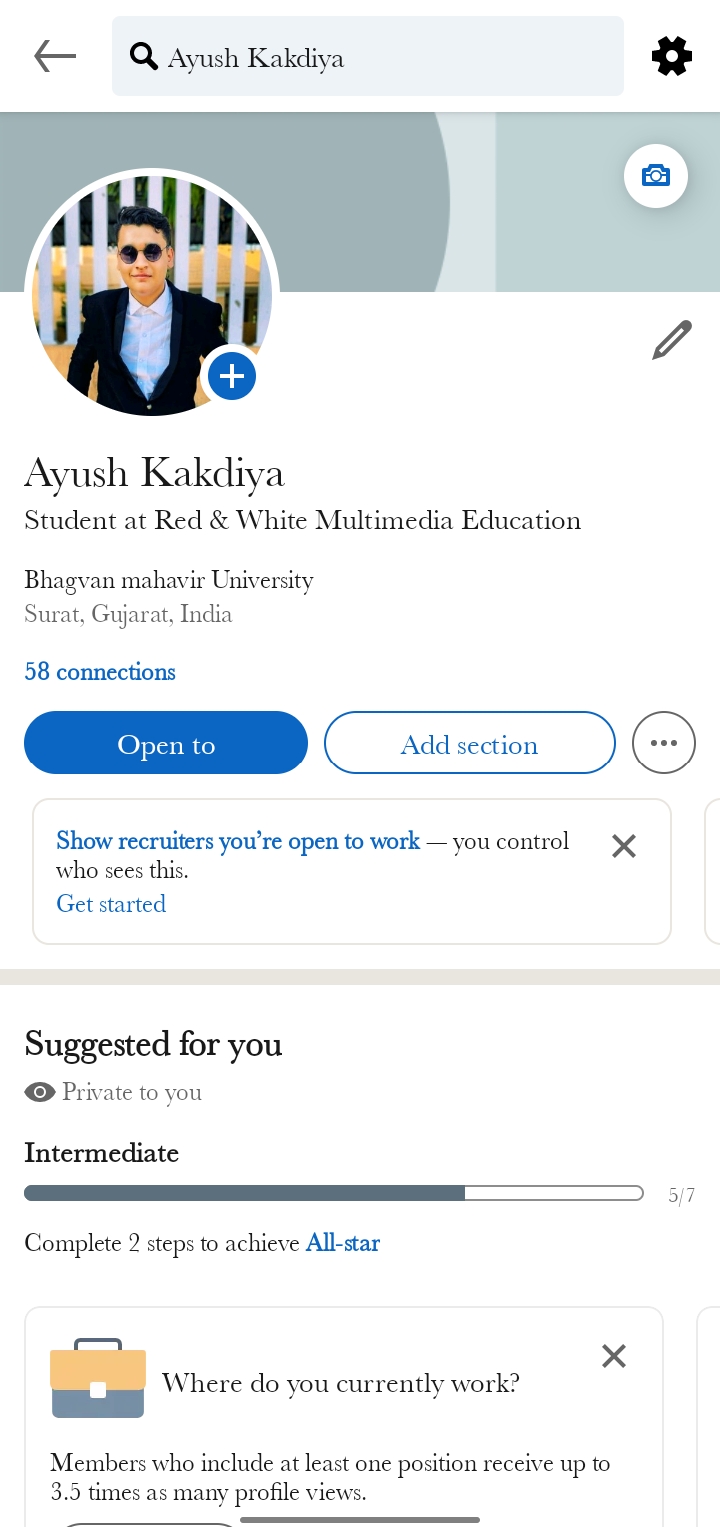 Ayush Kakdiya
Ayush Kakdiya
Student at Red & White Multimedia Education
Bhagvan mahavir University
Surat, Gujarat, India
58 connections
Open to
Add section
Show recruiters you're open to work — you control
who sees this.
Get started
Suggested for you
Private to you
Intermediate
5/7
Complete 2 steps to achieve All-star
Where do you currently work?
Members who include at least one position receive up to
3.5 times as many profile views.